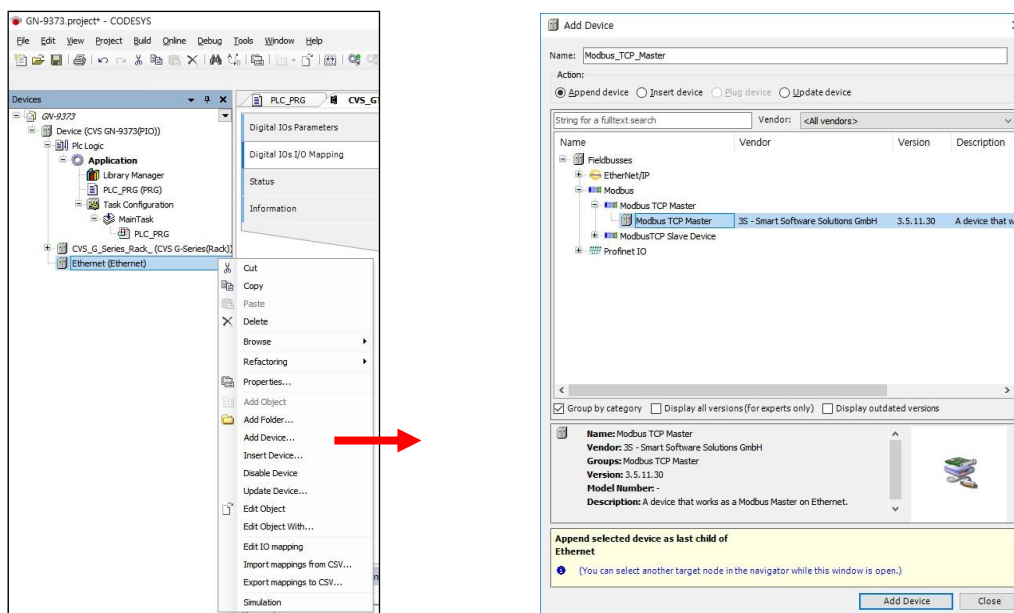 GN-9373.project* - CODESYS
File Edit View Project Build Online Debug Tools Window Help
Devices
GN-9373
Device (CVS GN-9373(PIO))
Plc Logic
Application
Library Manager
PLC_PRG (PRG)
Task Configuration
MainTask
PLC_PRG
CVS_G_Series_Rack_ (CVS G-Series(Rack))
Ethernet (Ethernet)
PLC_PRG CVS_G
Digital IOs Parameters
Digital IOs I/O Mapping
Status
Information
Cut
Copy
Paste
Delete
Browse
Refactoring
Properties...
Add Object
Add Folder...
Add Device...
Insert Device...
Disable Device
Update Device...
Edit Object
Edit Object With...
Edit IO mapping
Import mappings from CSV...
Export mappings to CSV...
Simulation
Add Device
Name: Modbus_TCP_Master
Action:
Append device Insert device Plug device Update device
String for a fulltext search Vendor: <All vendors>
Name Vendor Version Description
Fieldbusses
EtherNet/IP
Modbus
Modbus TCP Master
Modbus TCP Master 3S - Smart Software Solutions GmbH 3.5.11.30 A device that w
ModbusTCP Slave Device
Profinet IO
Group by category Display all versions (for experts only) Display outdated versions
Name: Modbus TCP Master
Vendor: 3S - Smart Software Solutions GmbH
Groups: Modbus TCP Master
Version: 3.5.11.30
Model Number: -
Description: A device that works as a Modbus Master on Ethernet.
Append selected device as last child of
Ethernet
(You can select another target node in the navigator while this window is open.)
Add Device Close